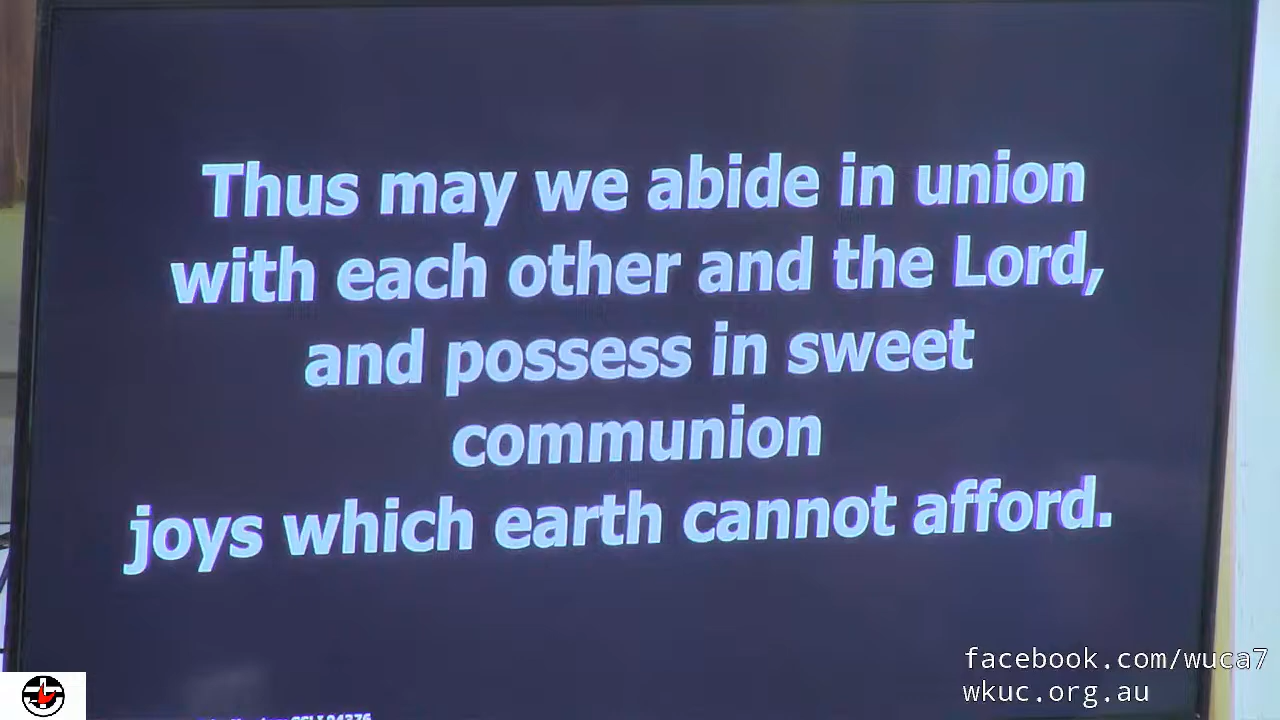 Thus may we abide in union
with each other and the Lord,
and possess in sweet
communion
joys which earth cannot afford.
facebook.com/wuca7
wkuc.org.au